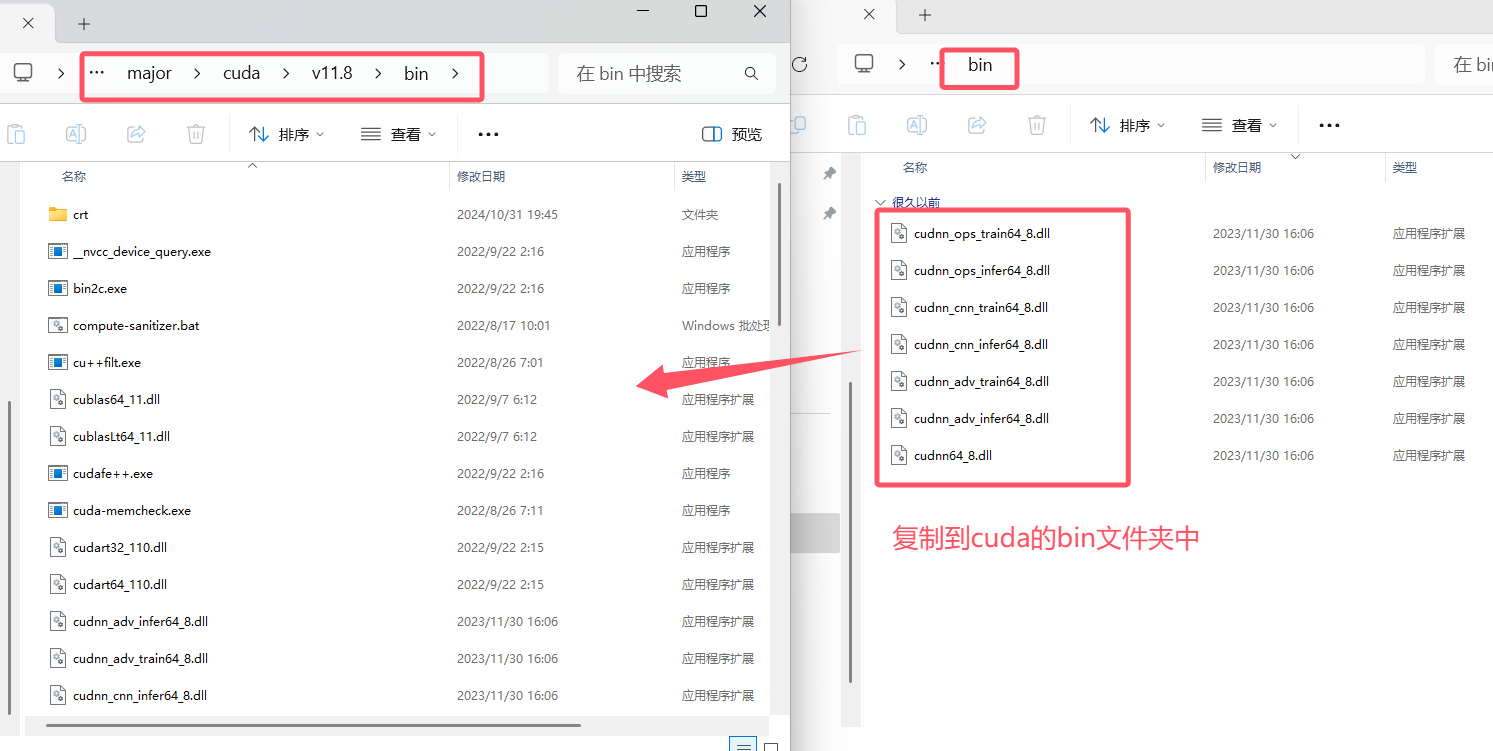 major > cuda > v11.8 > bin >
在 bin 中搜索
排序
查看
预览
名称
修改日期
类型
crt
2024/10/31 19:45
文件夹
__nvcc_device_query.exe
2022/9/22 2:16
应用程序
bin2c.exe
2022/9/22 2:16
应用程序
compute-sanitizer.bat
2022/8/17 10:01
Windows 批处理
cu++filt.exe
2022/8/26 7:01
应用程序
cublas64_11.dll
2022/9/7 6:12
应用程序扩展
cublasLt64_11.dll
2022/9/7 6:12
应用程序扩展
cudafe++.exe
2022/9/22 2:16
应用程序
cuda-memcheck.exe
2022/8/26 7:11
应用程序
cudart32_110.dll
2022/9/22 2:15
应用程序扩展
cudart64_110.dll
2022/9/22 2:15
应用程序扩展
cudnn_adv_infer64_8.dll
2023/11/30 16:06
应用程序扩展
cudnn_adv_train64_8.dll
2023/11/30 16:06
应用程序扩展
cudnn_cnn_infer64_8.dll
2023/11/30 16:06
应用程序扩展
bin
在 bin
排序
查看
名称
修改日期
类型
很久以前
cudnn_ops_train64_8.dll
2023/11/30 16:06
应用程序扩展
cudnn_ops_infer64_8.dll
2023/11/30 16:06
应用程序扩展
cudnn_cnn_train64_8.dll
2023/11/30 16:06
应用程序扩展
cudnn_cnn_infer64_8.dll
2023/11/30 16:06
应用程序扩展
cudnn_adv_train64_8.dll
2023/11/30 16:06
应用程序扩展
cudnn_adv_infer64_8.dll
2023/11/30 16:06
应用程序扩展
cudnn64_8.dll
2023/11/30 16:06
应用程序扩展
复制到cuda的bin文件夹中